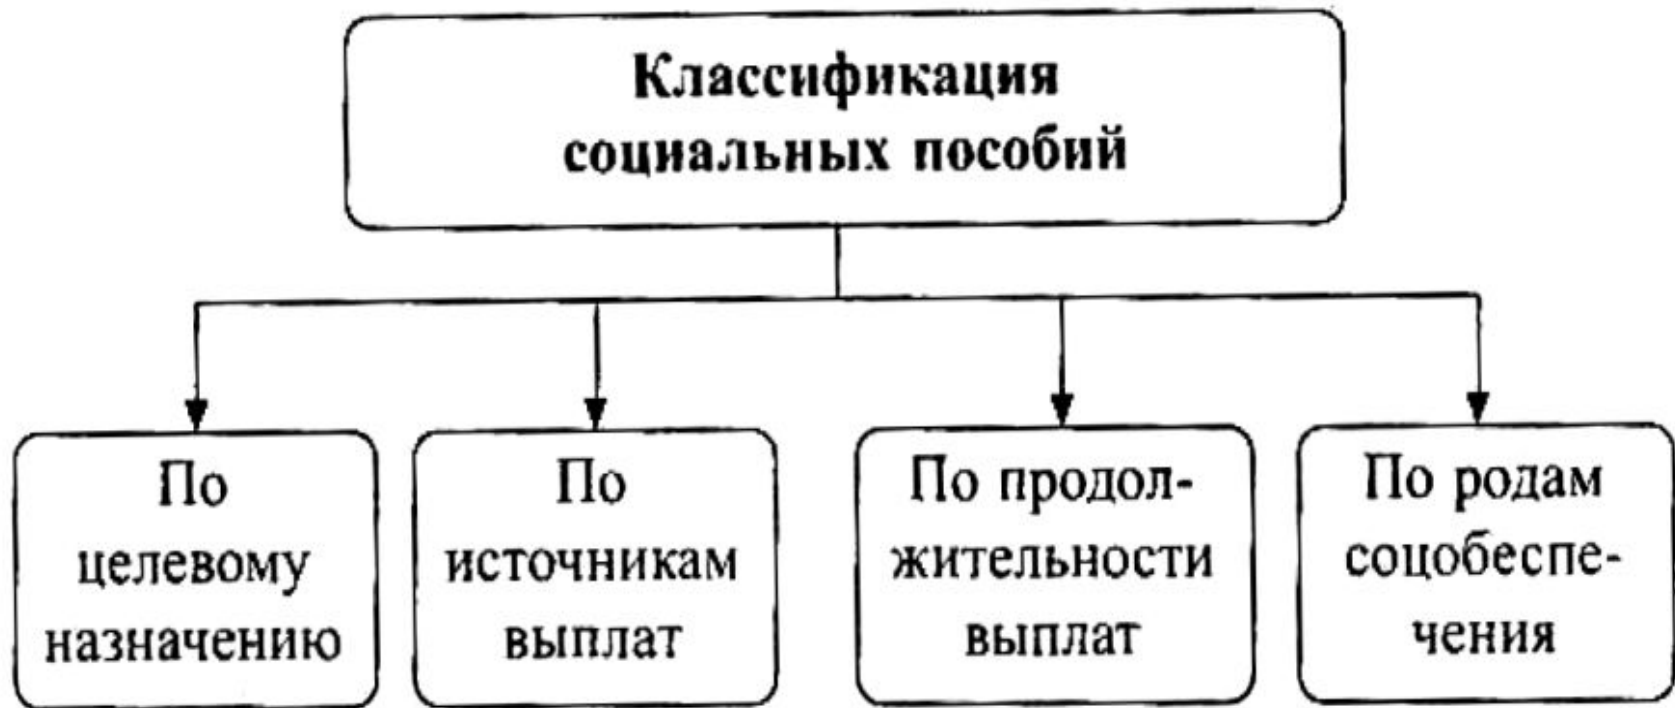 Классификация
социальных пособий
По
целевому
назначению
По
источникам
выплат
По продол-
жительности
выплат
По родам
соцобеспе-
чения